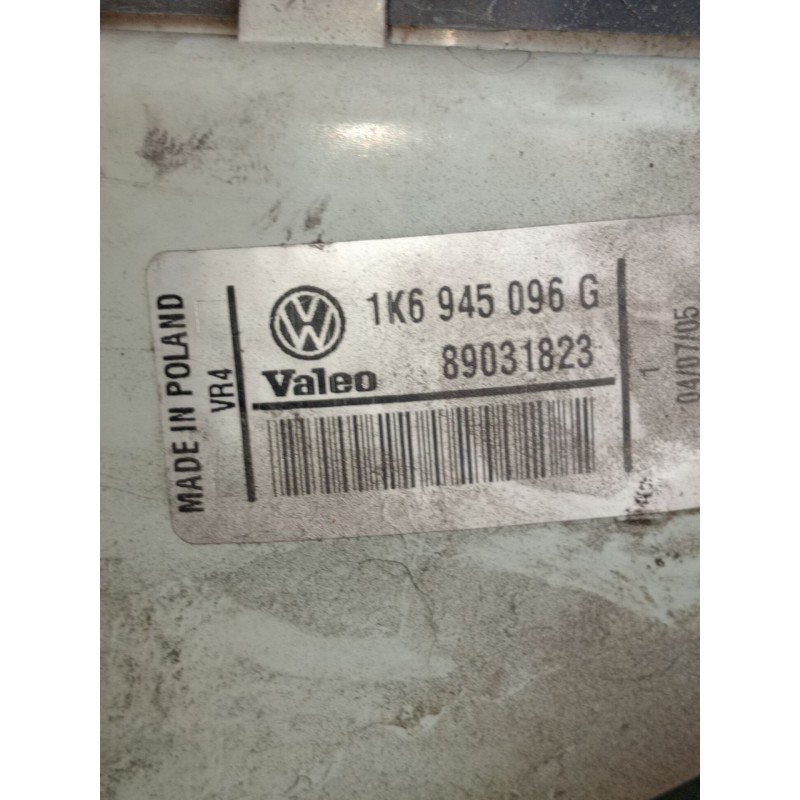 MADE IN POLAND
VR4
1K6 945 096 G
Valeo
89031823
1
04/07/05